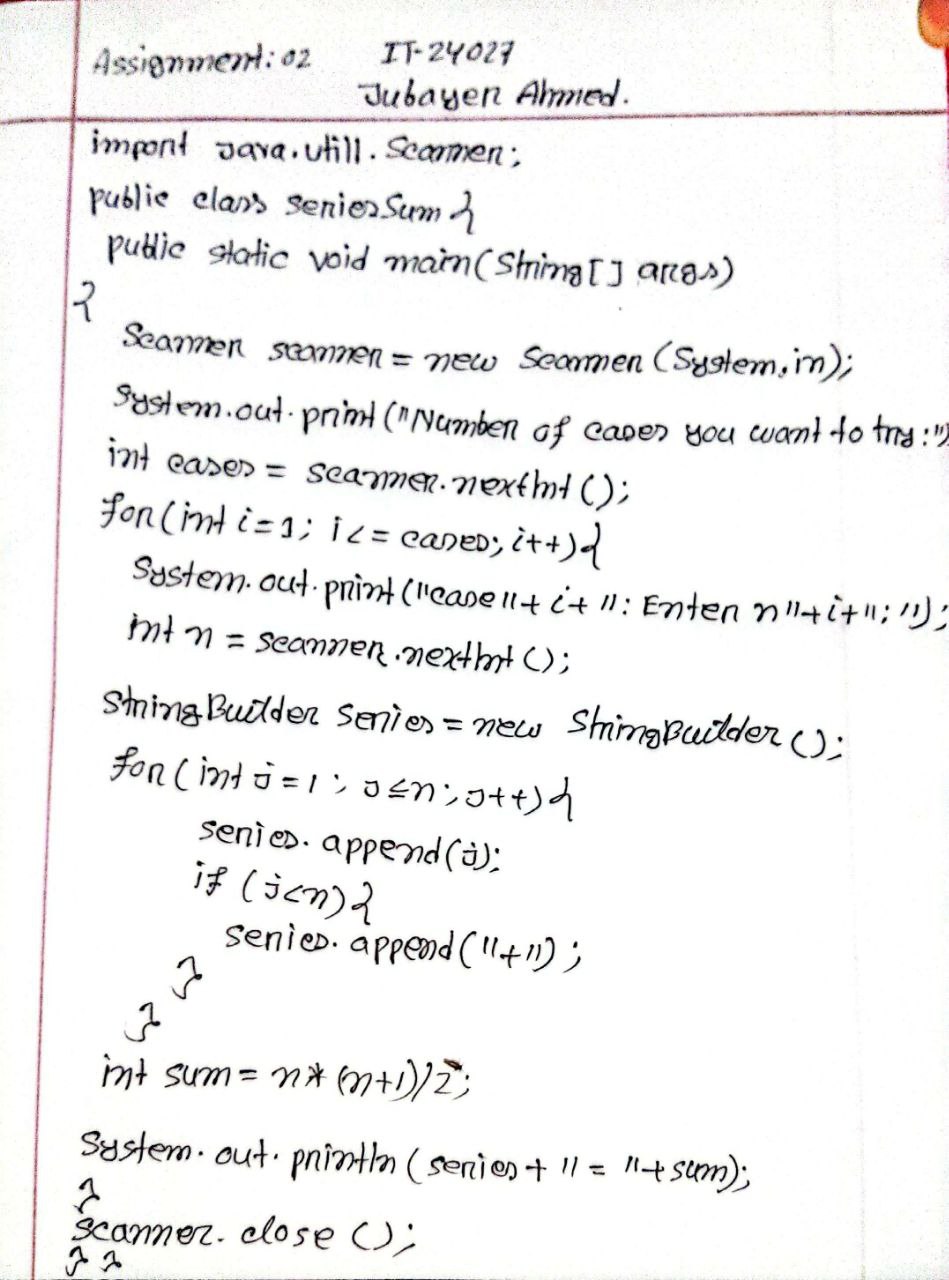 Assignment: 02 IT-24027
Jubayer Ahmed.
import java.utill.Scanner;
public class seriesSum {
public static void main(String[] args)
{
Scanner scanner = new Scanner (System.in);
System.out.print("Number of cases you want to try:")
int cases = scanner.nextInt();
for(int i=1; i<= cases; i++){
System.out.print("case"+i+": Enter n"+i+": ");
int n = scanner.nextInt();
StringBuilder series = new StringBuilder();
for(int j=1; j≤n; j++){
series.append(j);
if (j<n){
series.append("+");
}
}
int sum = n*(n+1)/2;
System.out.println(series+"="+sum);
}
scanner.close();
}}